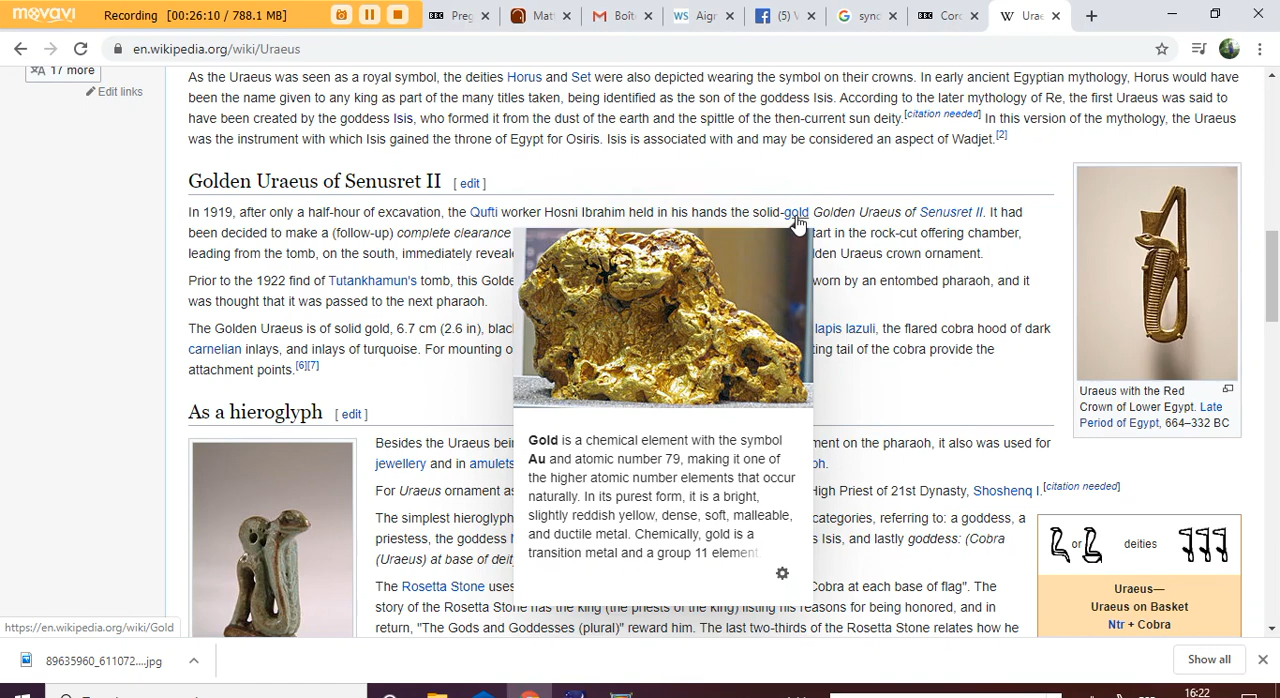 movavi Recording [00:26:10 / 788.1 MB]
Preg
Matt
Boît
WS Aign
(5) V
sync
Corc
W Urae
en.wikipedia.org/wiki/Uraeus
17 more
Edit links
As the Uraeus was seen as a royal symbol, the deities Horus and Set were also depicted wearing the symbol on their crowns. In early ancient Egyptian mythology, Horus would have
been the name given to any king as part of the many titles taken, being identified as the son of the goddess Isis. According to the later mythology of Re, the first Uraeus was said to
have been created by the goddess Isis, who formed it from the dust of the earth and the spittle of the then-current sun deity.[citation needed] In this version of the mythology, the Uraeus
was the instrument with which Isis gained the throne of Egypt for Osiris. Isis is associated with and may be considered an aspect of Wadjet.[2]
Golden Uraeus of Senusret II [ edit ]
In 1919, after only a half-hour of excavation, the Qufti worker Hosni Ibrahim held in his hands the solid-gold Golden Uraeus of Senusret II. It had
been decided to make a (follow-up) complete clearance tart in the rock-cut offering chamber,
leading from the tomb, on the south, immediately reveale lden Uraeus crown ornament.
Prior to the 1922 find of Tutankhamun's tomb, this Golde worn by an entombed pharaoh, and it
was thought that it was passed to the next pharaoh.
The Golden Uraeus is of solid gold, 6.7 cm (2.6 in), blac lapis lazuli, the flared cobra hood of dark
carnelian inlays, and inlays of turquoise. For mounting o ting tail of the cobra provide the
attachment points.[6][7]
Uraeus with the Red
Crown of Lower Egypt. Late
Period of Egypt, 664–332 BC
Gold is a chemical element with the symbol
Au and atomic number 79, making it one of
the higher atomic number elements that occur
naturally. In its purest form, it is a bright,
slightly reddish yellow, dense, soft, malleable,
and ductile metal. Chemically, gold is a
transition metal and a group 11 element
As a hieroglyph [ edit ]
Besides the Uraeus bei ment on the pharaoh, it also was used for
jewellery and in amulets ph.
For Uraeus ornament as High Priest of 21st Dynasty, Shoshenq I.[citation needed]
The simplest hieroglyph categories, referring to: a goddess, a
priestess, the goddess Isis, and lastly goddess: (Cobra
(Uraeus) at base of deit
The Rosetta Stone uses Cobra at each base of flag". The
story of the Rosetta Stone has the king (the priests of the king) listing his reasons for being honored, and in
return, "The Gods and Goddesses (plural)" reward him. The last two-thirds of the Rosetta Stone relates how he
or deities
Uraeus—
Uraeus on Basket
Ntr + Cobra
https://en.wikipedia.org/wiki/Gold
89635960_611072....jpg
Show all
16:22